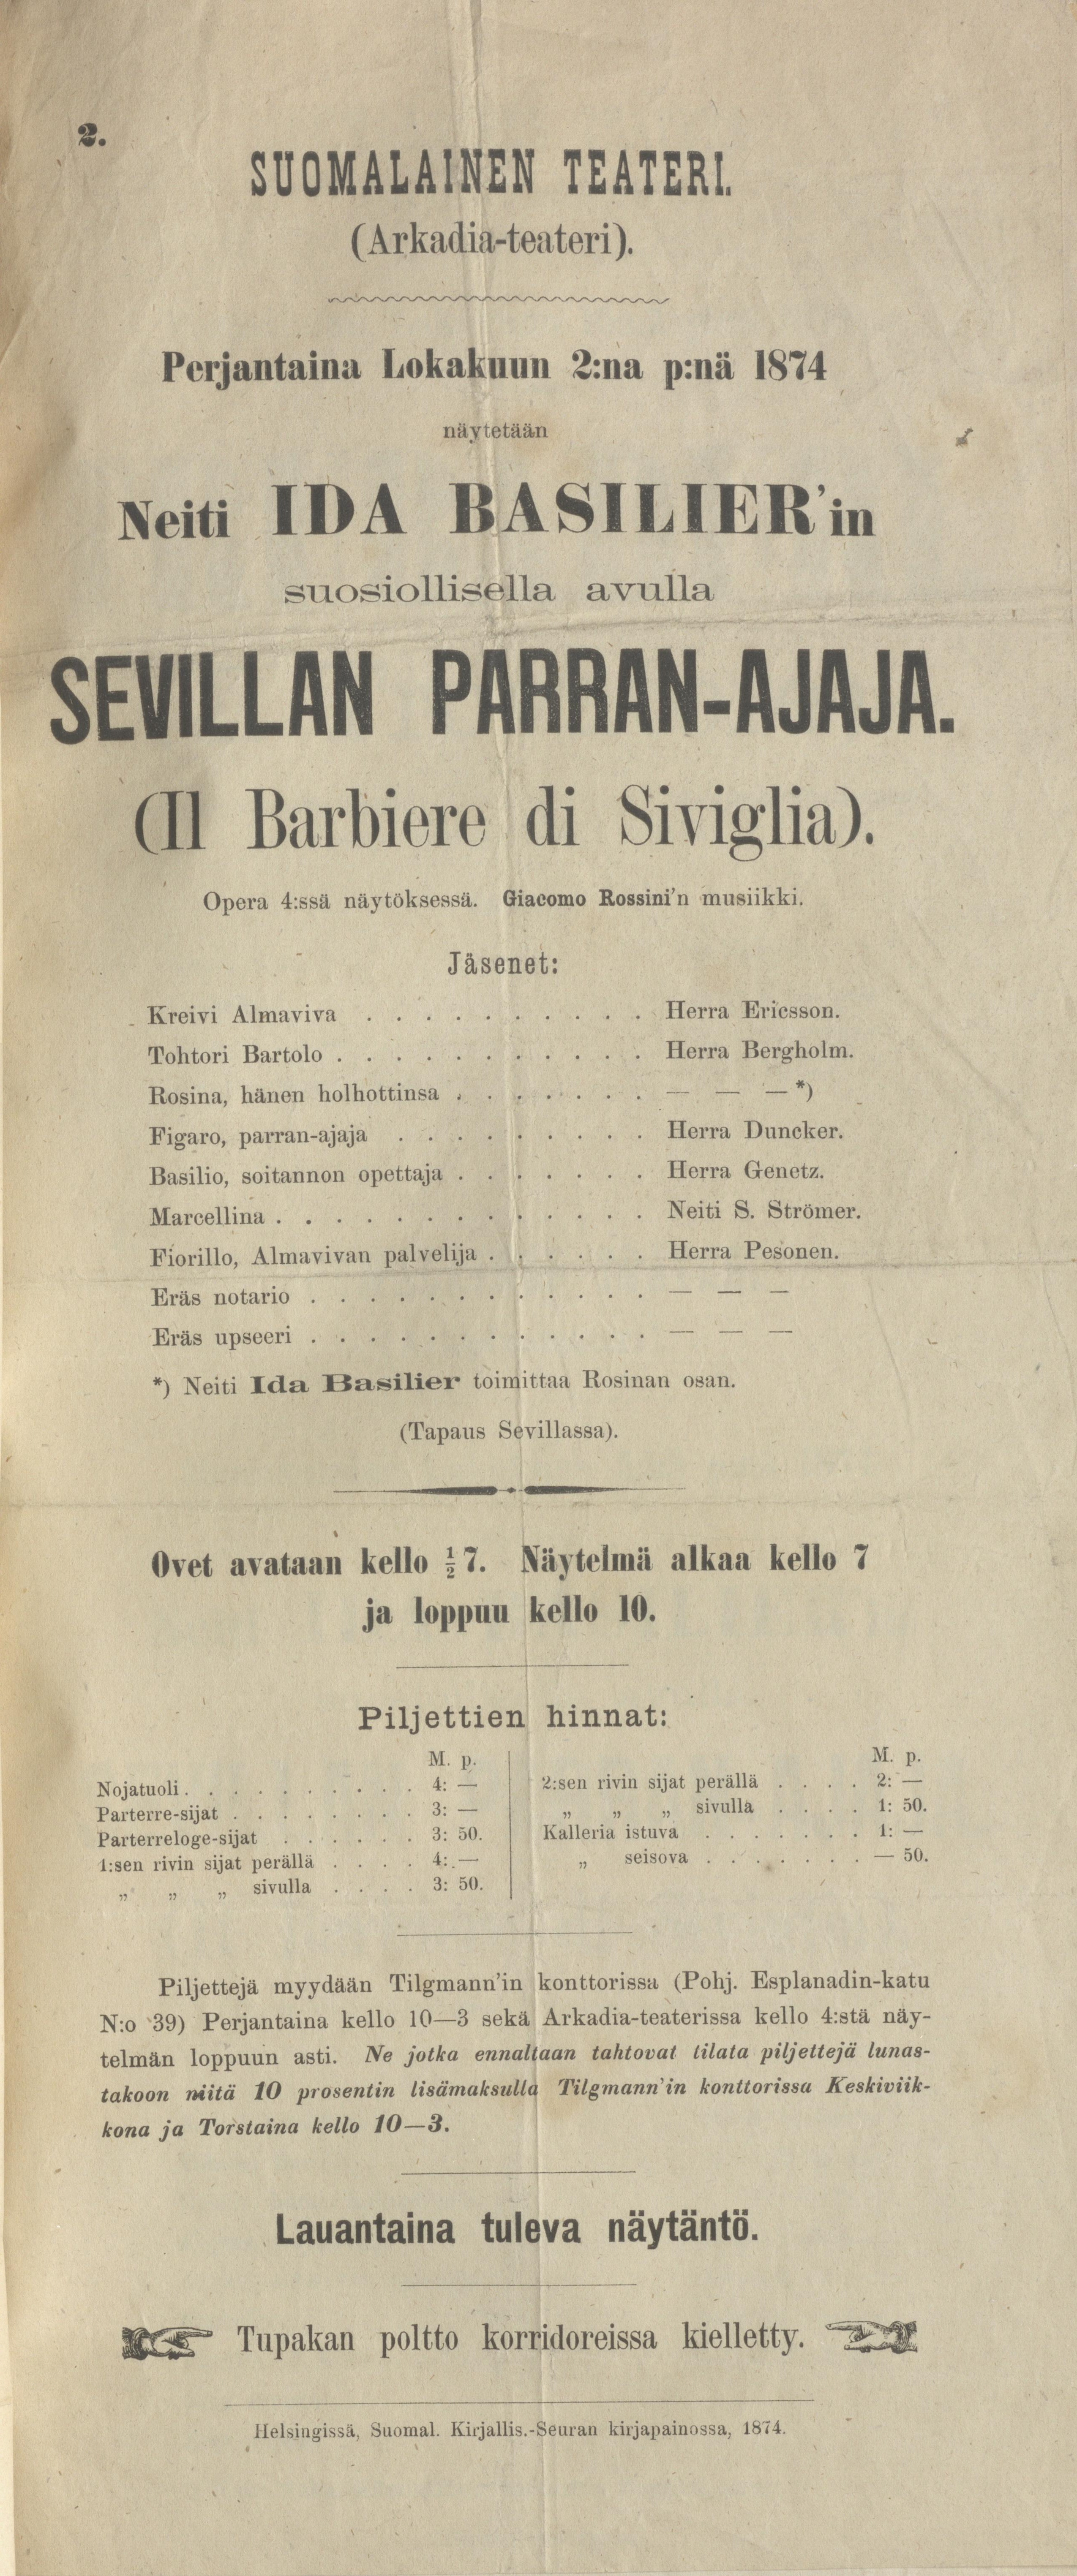 2.
SUOMALAINEN TEATERI.
(Arkadia-teateri).
Perjantaina Lokakuun 2:na p:nä 1874
näytetään
Neiti IDA BASILIER'in
suosiollisella avulla
SEVILLAN PARRAN-AJAJA.
(Il Barbiere di Siviglia).
Opera 4:ssä näytöksessä. Giacomo Rossini'n musiikki.
Jäsenet:
Kreivi Almaviva . . . . . . . . . . Herra Ericsson.
Tohtori Bartolo . . . . . . . . . . . Herra Bergholm.
Rosina, hänen holhottinsa . . . . . . . — — — *)
Figaro, parran-ajaja . . . . . . . . . Herra Duncker.
Basilio, soitannon opettaja . . . . . . . Herra Genetz.
Marcellina . . . . . . . . . . . . . Neiti S. Strömer.
Fiorillo, Almavivan palvelija . . . . . . Herra Pesonen.
Eräs notario . . . . . . . . . . . . — — —
Eräs upseeri . . . . . . . . . . . . — — —
*) Neiti Ida Basilier toimittaa Rosinan osan.
(Tapaus Sevillassa).
Ovet avataan kello ½ 7. Näytelmä alkaa kello 7
ja loppuu kello 10.
Piljettien hinnat:
M. p.
Nojatuoli . . . . . . . . . 4: —
Parterre-sijat . . . . . . . . 3: —
Parterreloge-sijat . . . . . . 3: 50.
1:sen rivin sijat perällä . . . . 4: —
„ „ „ sivulla . . . . 3: 50.
M. p.
2:sen rivin sijat perällä . . . . 2: —
„ „ „ sivulla . . . . 1: 50.
Kalleria istuva . . . . . . . 1: —
„ seisova . . . . . . . — 50.
Piljettejä myydään Tilgmann'in konttorissa (Pohj. Esplanadin-katu
N:o 39) Perjantaina kello 10—3 sekä Arkadia-teaterissa kello 4:stä näy-
telmän loppuun asti. Ne jotka ennaltaan tahtovat tilata piljettejä lunas-
takoon niitä 10 prosentin lisämaksulla Tilgmann'in konttorissa Keskiviik-
kona ja Torstaina kello 10—3.
Lauantaina tuleva näytäntö.
Tupakan poltto korridoreissa kielletty.
Helsingissä, Suomal. Kirjallis.-Seuran kirjapainossa, 1874.